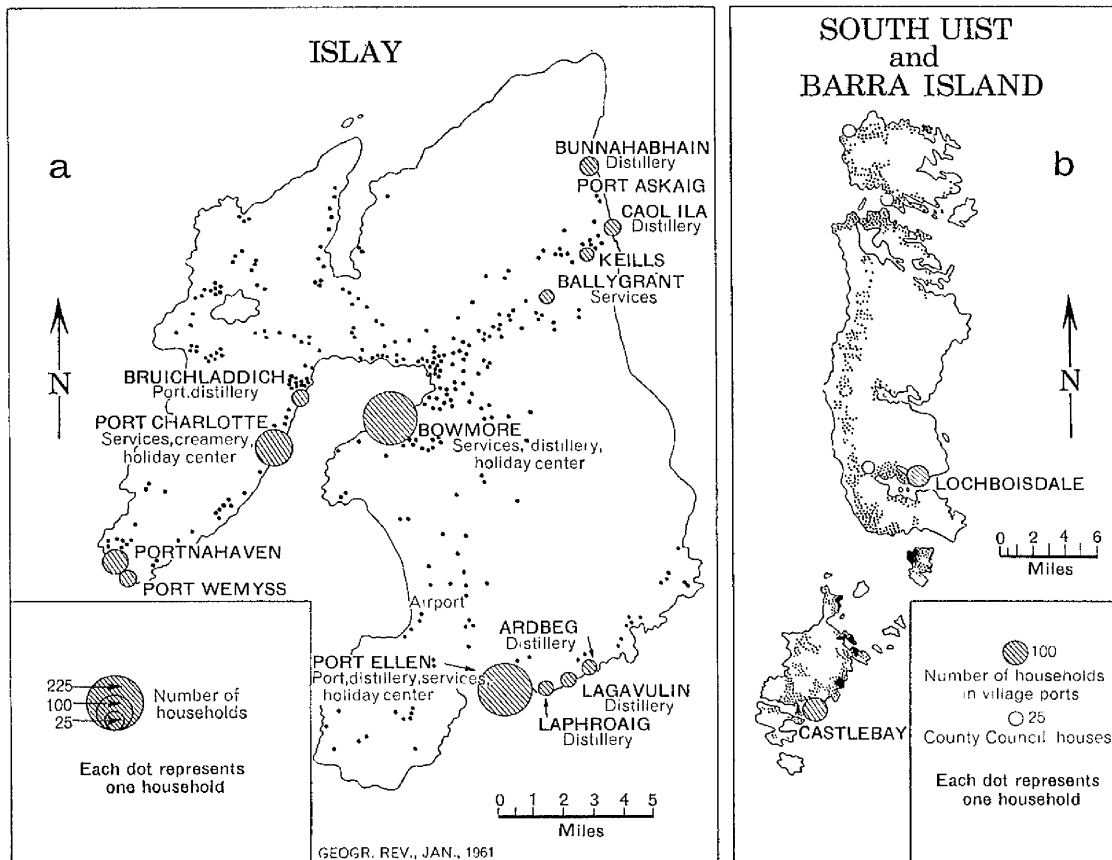 ISLAY
a
BUNNAHABHAIN
Distillery
PORT ASKAIG
CAOL ILA
Distillery
KEILLS
BALLYGRANT
Services
N
BRUICHLADDICH
Port, distillery
PORT CHARLOTTE
Services, creamery,
holiday center
BOWMORE
Services, distillery,
holiday center
PORTNAHAVEN
PORT WEMYSS
Airport
ARDBEG
Distillery
PORT ELLEN:
Port, distillery, services,
holiday center
LAGAVULIN
Distillery
LAPHROAIG
Distillery
225
100
25
Number of
households
Each dot represents
one household
0 1 2 3 4 5
Miles
GEOGR. REV., JAN., 1961
SOUTH UIST
and
BARRA ISLAND
b
N
LOCHBOISDALE
0 2 4 6
Miles
CASTLEBAY
100
Number of households
in village ports
25
County Council houses
Each dot represents
one household